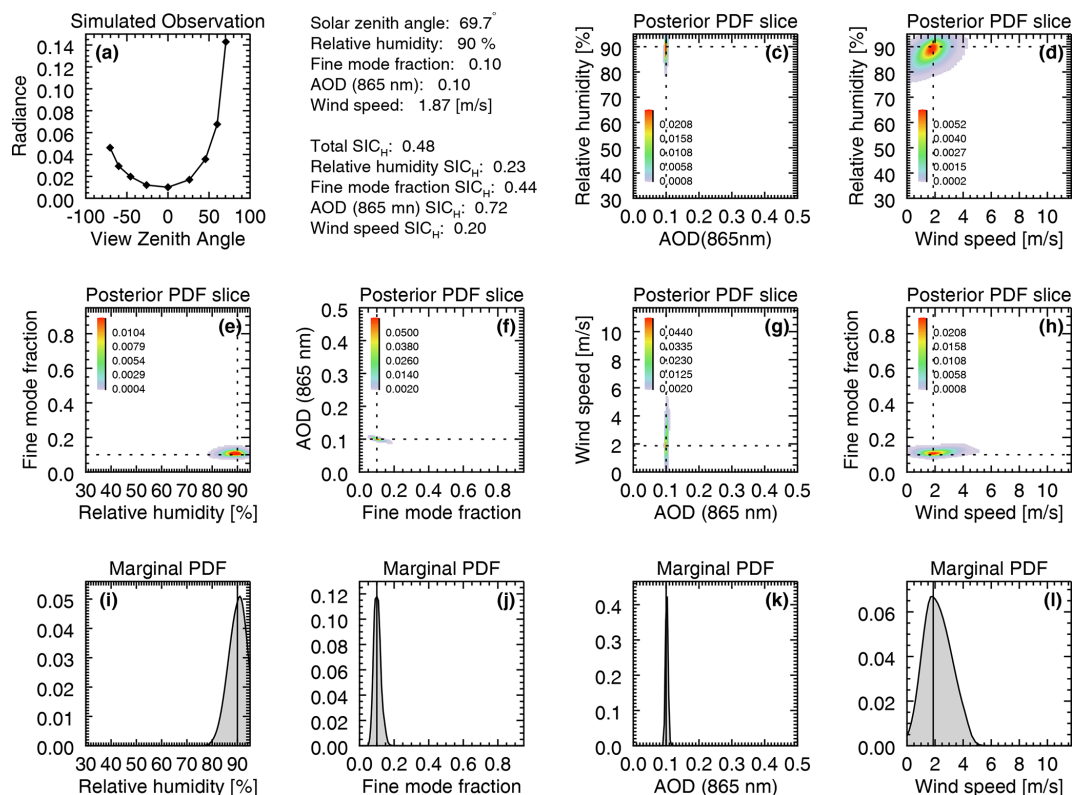 Simulated Observation
(a)
Radiance
0.14
0.12
0.10
0.08
0.06
0.04
0.02
0.00
-100 -50 0 50 100
View Zenith Angle
Solar zenith angle: 69.7°
Relative humidity: 90 %
Fine mode fraction: 0.10
AOD (865 nm): 0.10
Wind speed: 1.87 [m/s]
Total SICH: 0.48
Relative humidity SICH: 0.23
Fine mode fraction SICH: 0.44
AOD (865 mn) SICH: 0.72
Wind speed SICH: 0.20
Posterior PDF slice
(c)
Relative humidity [%]
90
80
70
60
50
40
30
0.0208
0.0158
0.0108
0.0058
0.0008
0.0 0.1 0.2 0.3 0.4 0.5
AOD(865nm)
Posterior PDF slice
(d)
Relative humidity [%]
90
80
70
60
50
40
30
0.0052
0.0040
0.0027
0.0015
0.0002
0 2 4 6 8 10
Wind speed [m/s]
Posterior PDF slice
(e)
Fine mode fraction
0.8
0.6
0.4
0.2
0.0
0.0104
0.0079
0.0054
0.0029
0.0004
30 40 50 60 70 80 90
Relative humidity [%]
Posterior PDF slice
(f)
AOD (865 nm)
0.5
0.4
0.3
0.2
0.1
0.0
0.0500
0.0380
0.0260
0.0140
0.0020
0.0 0.2 0.4 0.6 0.8
Fine mode fraction
Posterior PDF slice
(g)
Wind speed [m/s]
10
8
6
4
2
0
0.0440
0.0335
0.0230
0.0125
0.0020
0.0 0.1 0.2 0.3 0.4 0.5
AOD (865 nm)
Posterior PDF slice
(h)
Fine mode fraction
0.8
0.6
0.4
0.2
0.0
0.0208
0.0158
0.0108
0.0058
0.0008
0 2 4 6 8 10
Wind speed [m/s]
Marginal PDF
(i)
0.05
0.04
0.03
0.02
0.01
0.00
30 40 50 60 70 80 90
Relative humidity [%]
Marginal PDF
(j)
0.12
0.10
0.08
0.06
0.04
0.02
0.00
0.0 0.2 0.4 0.6 0.8
Fine mode fraction
Marginal PDF
(k)
0.4
0.3
0.2
0.1
0.0
0.0 0.1 0.2 0.3 0.4 0.5
AOD (865 nm)
Marginal PDF
(l)
0.06
0.04
0.02
0.00
0 2 4 6 8 10
Wind speed [m/s]